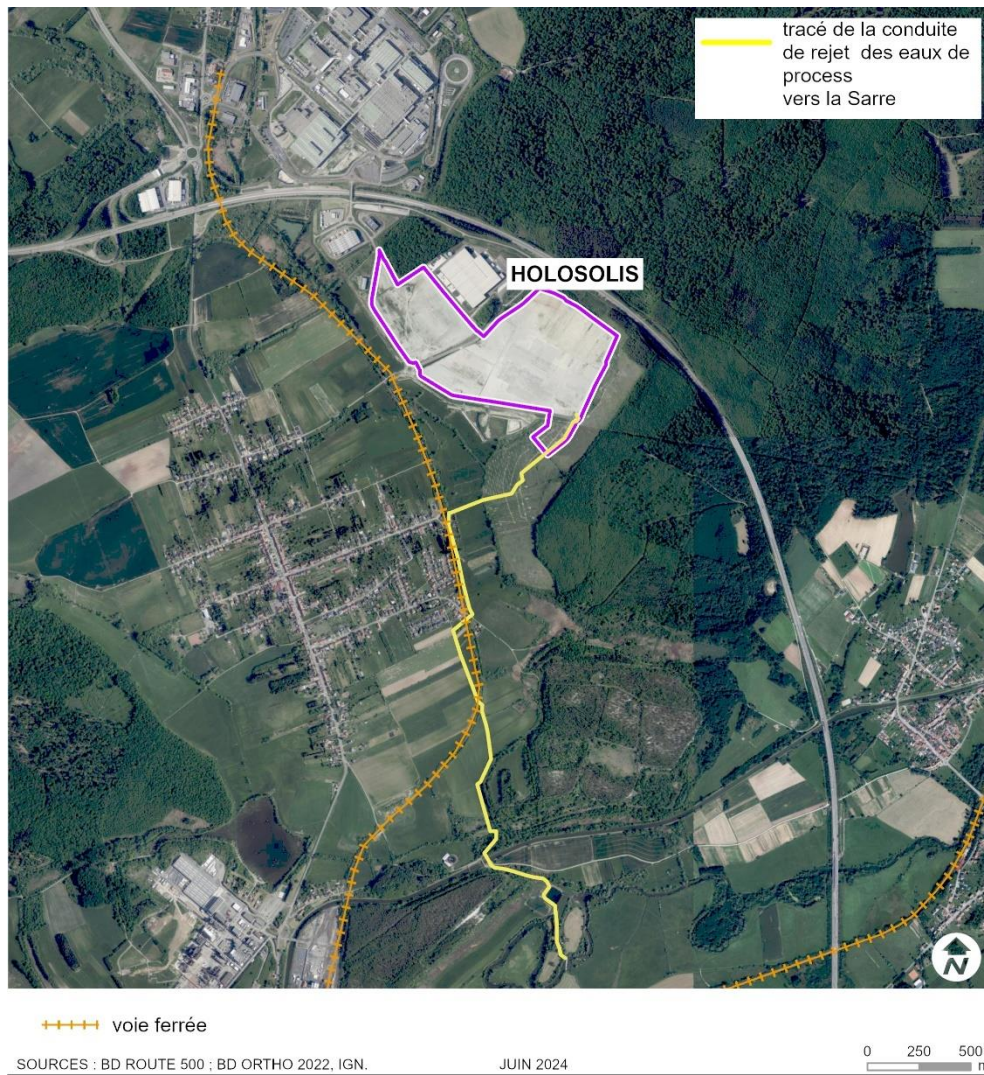 tracé de la conduite
de rejet des eaux de
process
vers la Sarre
HOLOSOLIS
N
voie ferrée
SOURCES : BD ROUTE 500 ; BD ORTHO 2022, IGN. JUIN 2024
0 250 500
m